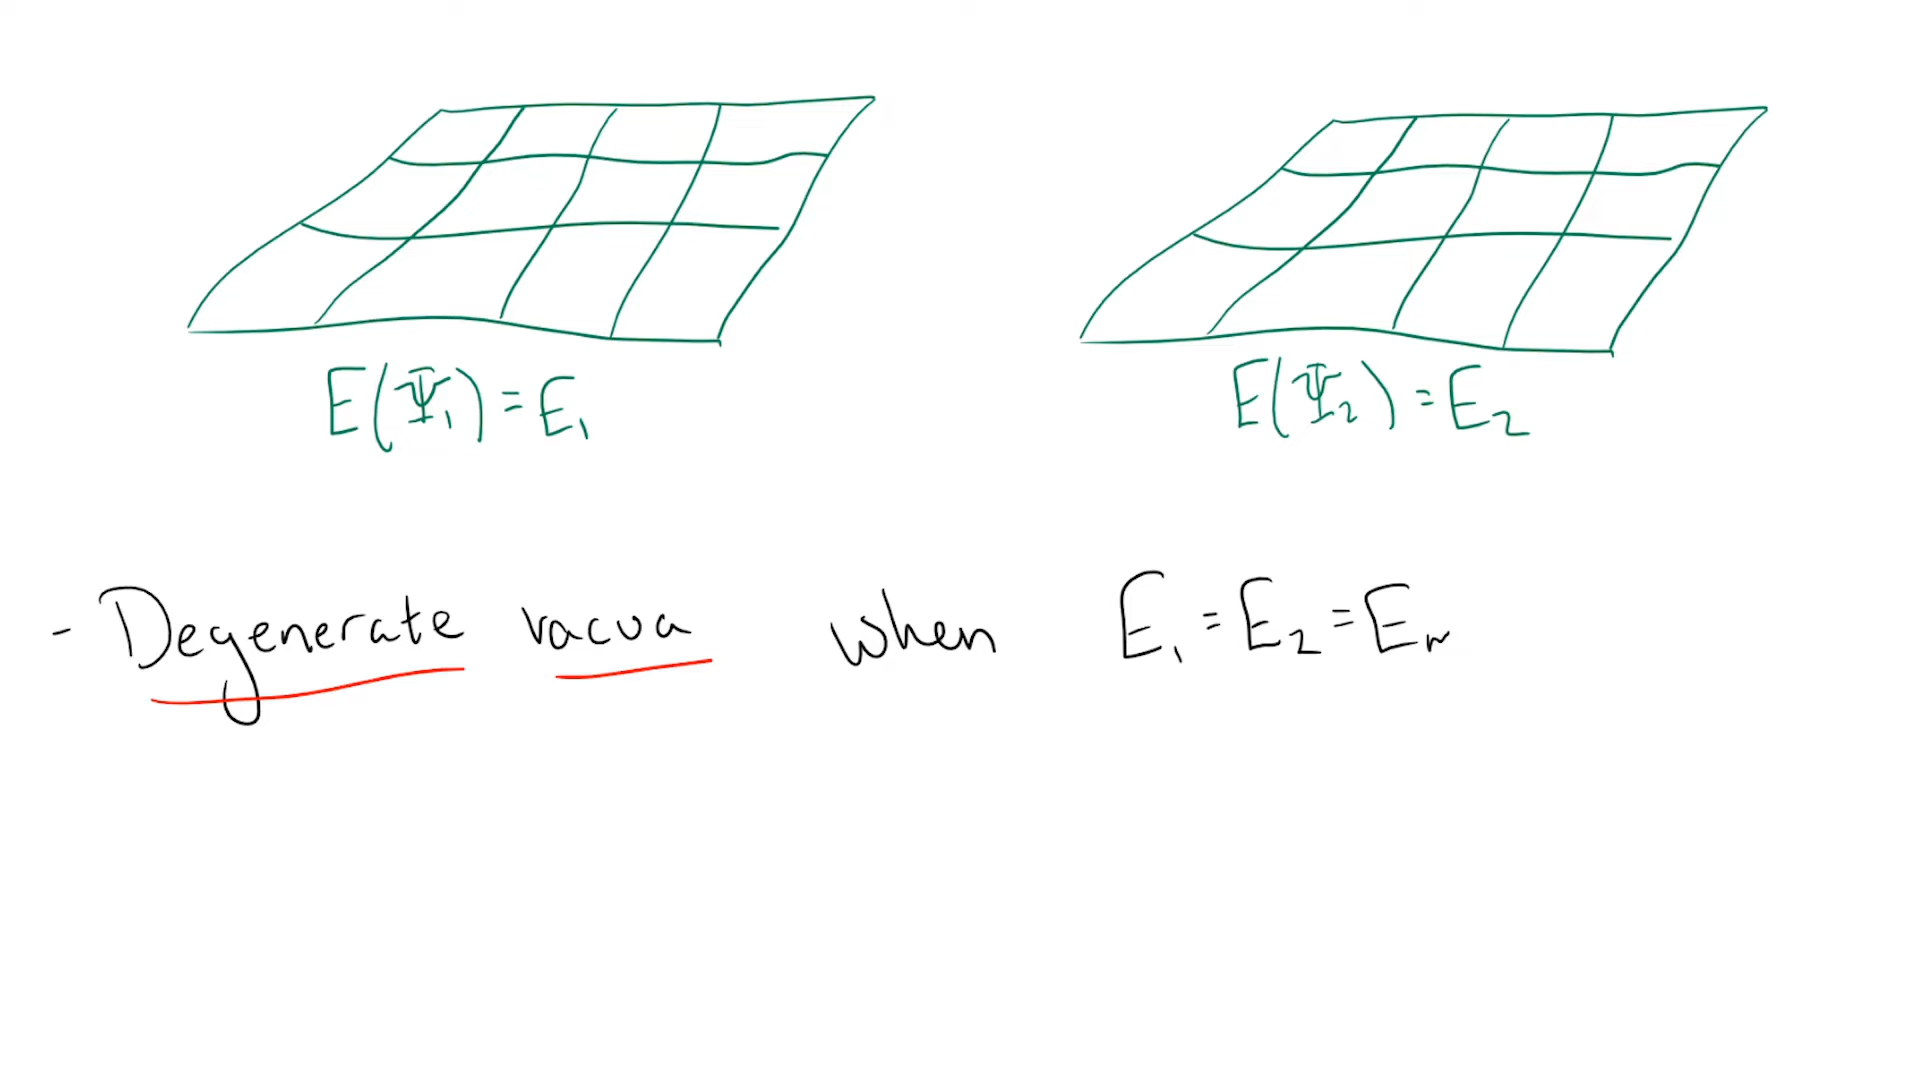 E(Ψ₁) = E₁
E(Ψ₂) = E₂
- Degenerate vacua when E₁ = E₂ = Eₙ